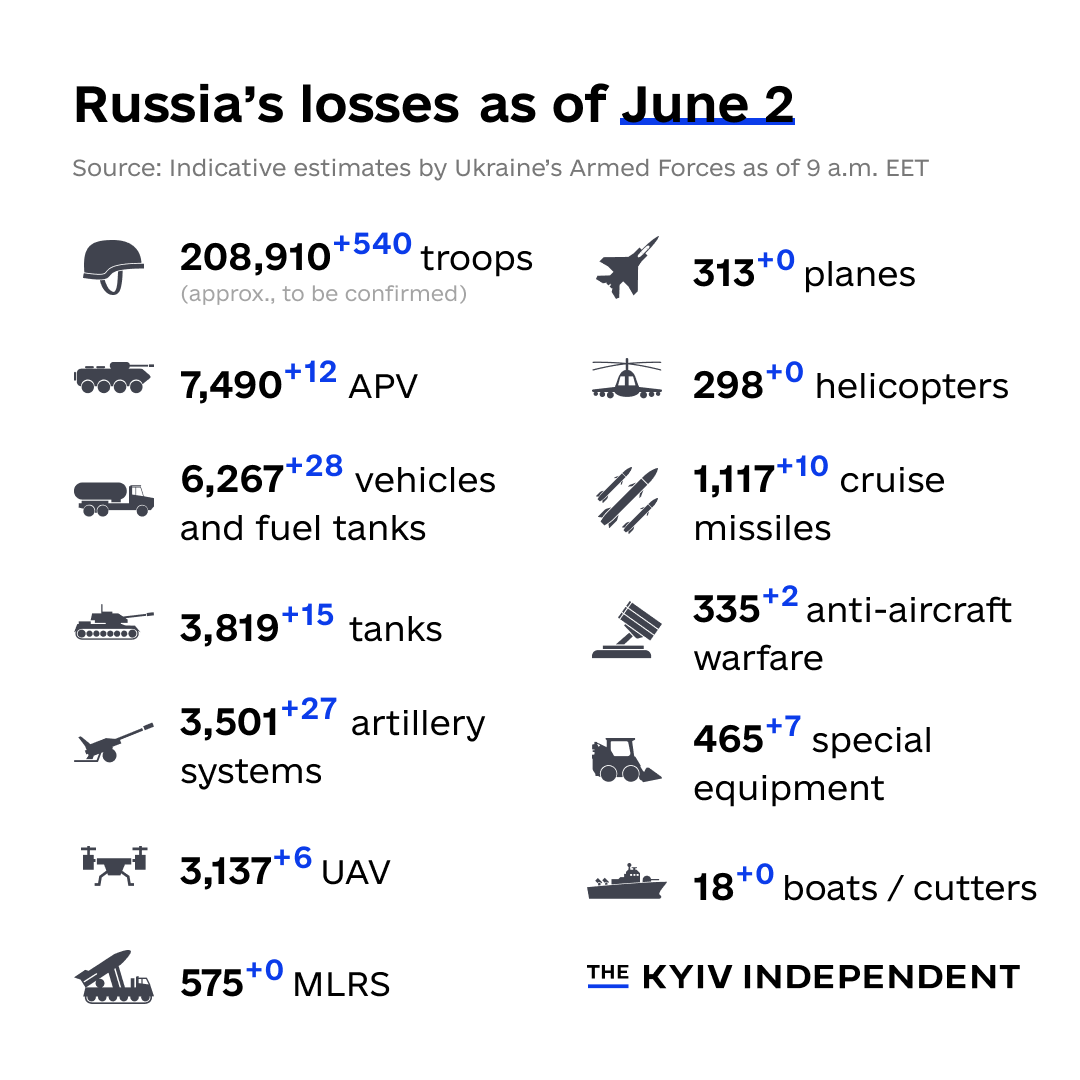 Russia's losses as of June 2
Source: Indicative estimates by Ukraine's Armed Forces as of 9 a.m. EET
208,910+540 troops
(approx., to be confirmed)
7,490+12 APV
6,267+28 vehicles
and fuel tanks
3,819+15 tanks
3,501+27 artillery
systems
3,137+6 UAV
575+0 MLRS
313+0 planes
298+0 helicopters
1,117+10 cruise
missiles
335+2 anti-aircraft
warfare
465+7 special
equipment
18+0 boats / cutters
THE KYIV INDEPENDENT